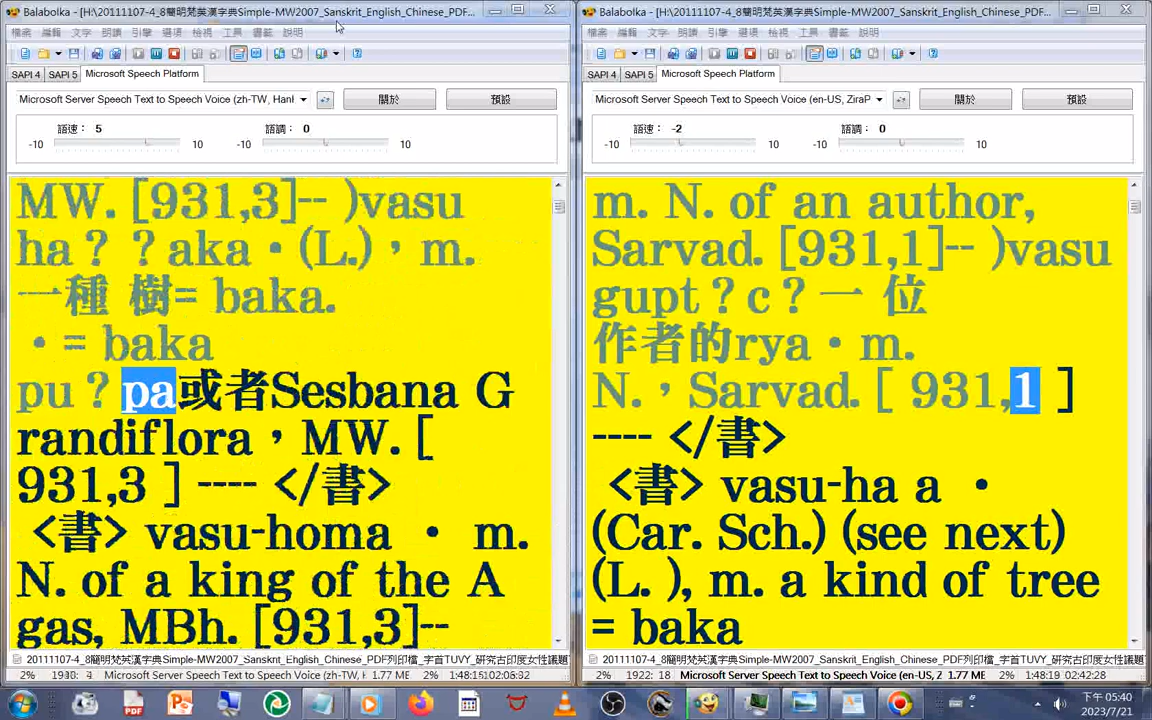 Balabolka - [H:\20111107-4_8簡明梵英漢字典Simple-MW2007_Sanskrit_English_Chinese_PDF...
檔案 編輯 文字 朗讀 引擎 選項 檢視 工具 書籤 說明
SAPI 4 SAPI 5 Microsoft Speech Platform
Microsoft Server Speech Text to Speech Voice (zh-TW, Hanl
關於
預設
語速： 5
語調： 0
-10 10 -10 10
MW. [931,3]-- )vasu
ha？ ？aka‧(L.)，m.
一種 樹= baka.
‧= baka
pu？pa或者Sesbana G
randiflora，MW. [
931,3 ] ---- </書>
<書> vasu-homa ‧ m.
N. of a king of the A
gas, MBh. [931,3]--
20111107-4_8簡明梵英漢字典Simple-MW2007_Sanskrit_English_Chinese_PDF列印檔_字首TUVY_研究古印度女性議題
2% Microsoft Server Speech Text to Speech Voice (zh-TW, H 1.77 ME 2% 1:48:15\02:06:32
Balabolka - [H:\20111107-4_8簡明梵英漢字典Simple-MW2007_Sanskrit_English_Chinese_PDF...
檔案 編輯 文字 朗讀 引擎 選項 檢視 工具 書籤 說明
SAPI 4 SAPI 5 Microsoft Speech Platform
Microsoft Server Speech Text to Speech Voice (en-US, ZiraP
關於
預設
語速： -2
語調： 0
-10 10 -10 10
m. N. of an author,
Sarvad. [931,1]-- )vasu
gupt？c？一 位
作者的rya‧m.
N.，Sarvad. [ 931,1 ]
---- </書>
<書> vasu-ha a ‧
(Car. Sch.) (see next)
(L. ), m. a kind of tree
= baka
20111107-4_8簡明梵英漢字典Simple-MW2007_Sanskrit_English_Chinese_PDF列印檔_字首TUVY_研究古印度女性議題
2% 1922: 18 Microsoft Server Speech Text to Speech Voice (en-US, Z 1.77 ME 2% 1:48:19\02:42:28
下午 05:40
2023/7/21